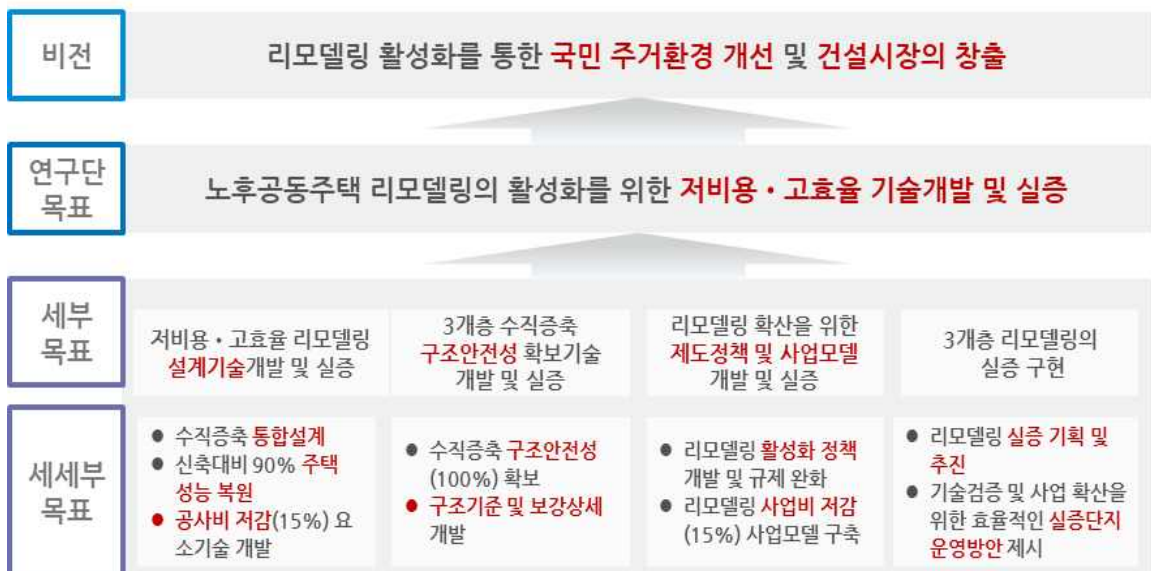 비전
리모델링 활성화를 통한 국민 주거환경 개선 및 건설시장의 창출
연구단
목표
노후공동주택 리모델링의 활성화를 위한 저비용・고효율 기술개발 및 실증
세부
목표
저비용・고효율 리모델링
설계기술개발 및 실증
3개층 수직증축
구조안전성 확보기술
개발 및 실증
리모델링 확산을 위한
제도정책 및 사업모델
개발 및 실증
3개층 리모델링의
실증 구현
세세부
목표
● 수직증축 통합설계
● 신축대비 90% 주택
성능 복원
● 공사비 저감(15%) 요
소기술 개발
● 수직증축 구조안전성
(100%) 확보
● 구조기준 및 보강상세
개발
● 리모델링 활성화 정책
개발 및 규제 완화
● 리모델링 사업비 저감
(15%) 사업모델 구축
● 리모델링 실증 기획 및
추진
● 기술검증 및 사업 확산을
위한 효율적인 실증단지
운영방안 제시